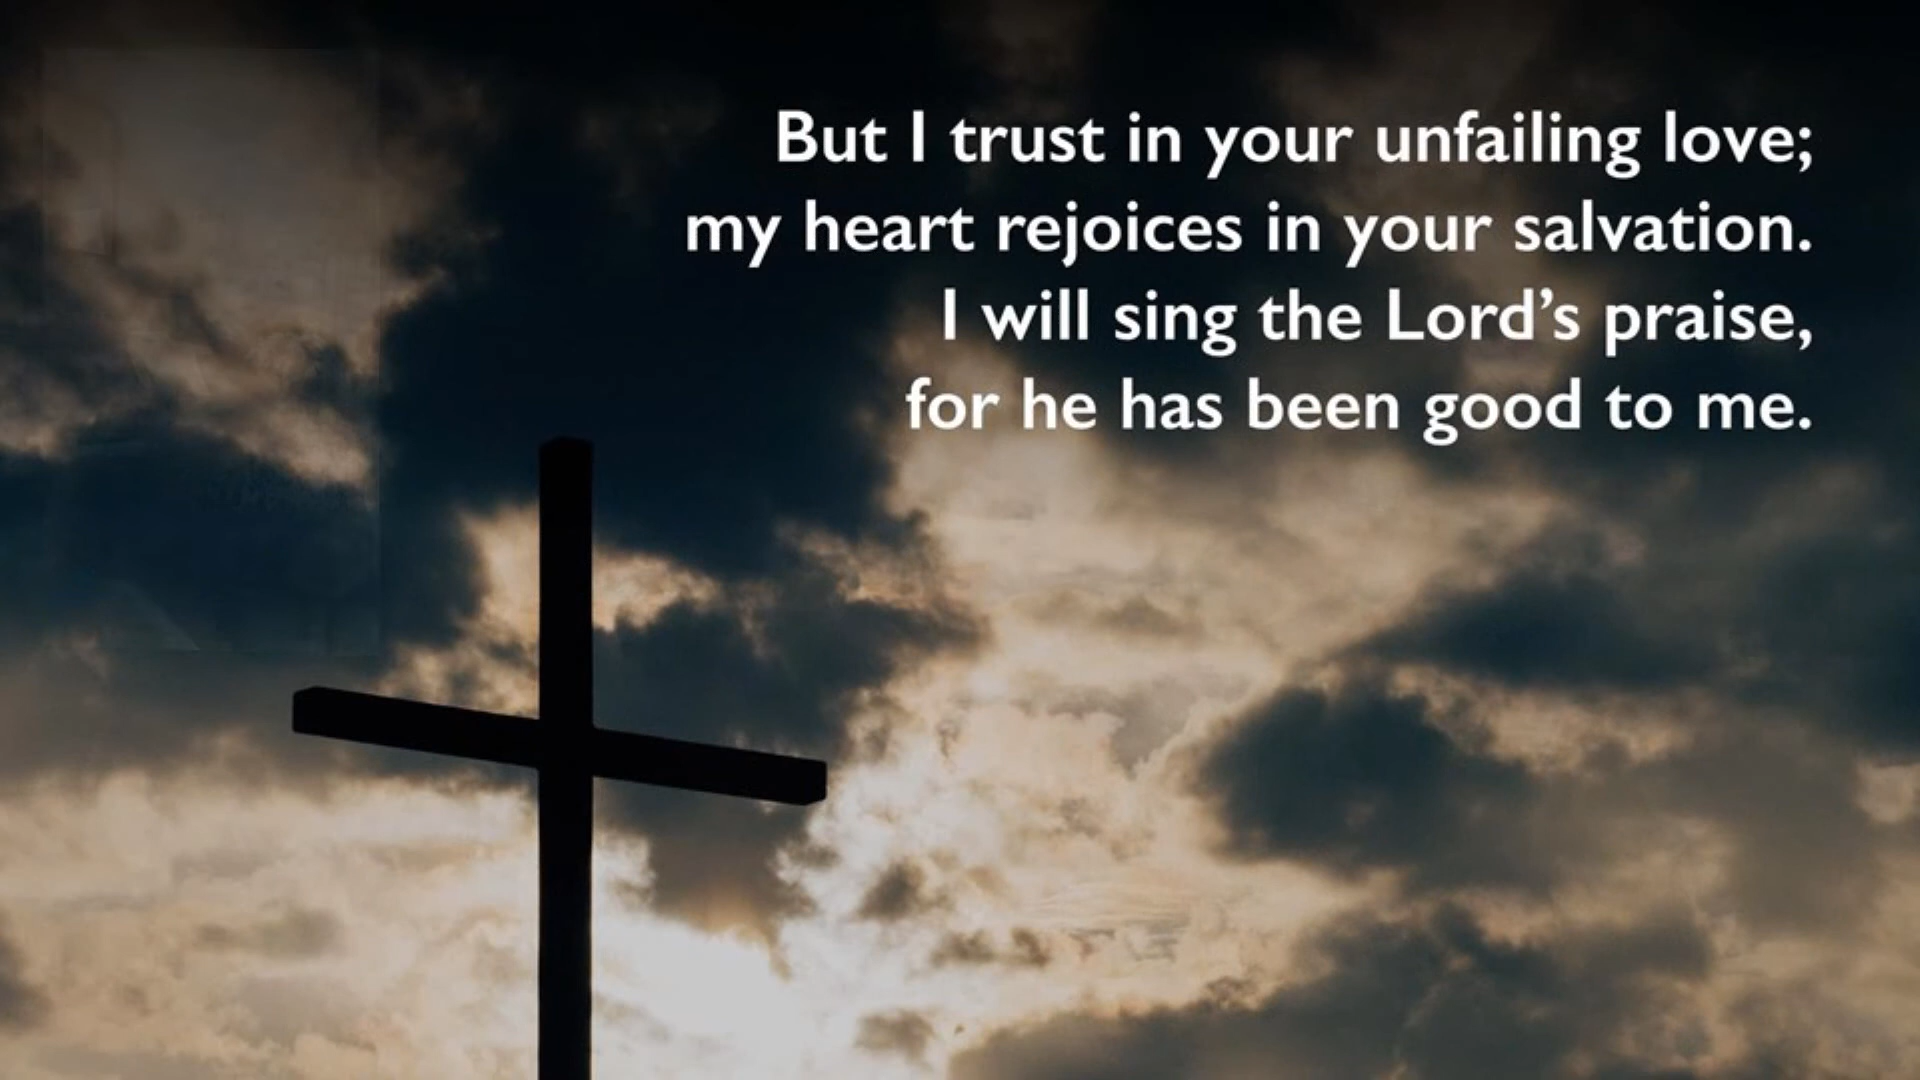 But I trust in your unfailing love;
my heart rejoices in your salvation.
I will sing the Lord’s praise,
for he has been good to me.